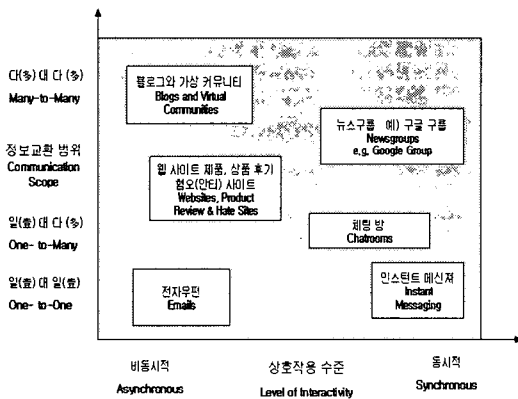 대(多) 대 다 (多)
Many-to-Many
블로그와 가상 커뮤니티
Blogs and Virtual
Communities
뉴스구룹 예) 구글 구룹
Newsgroups
e.g. Google Group
정보교환 범위
Communication
Scope
웹 사이트 제품, 상품 후기
혐오(안티) 사이트
Websites, Product
Review & Hate Sites
일(壹) 대 다 (多)
One- to-Many
체팅 방
Chatrooms
일(壹) 대 일(壹)
One- to-One
전자우편
Emails
인스턴트 메신져
Instant
Messaging
비동시적
Asynchronous
상호작용 수준
Level of Interactivity
동시적
Synchronous